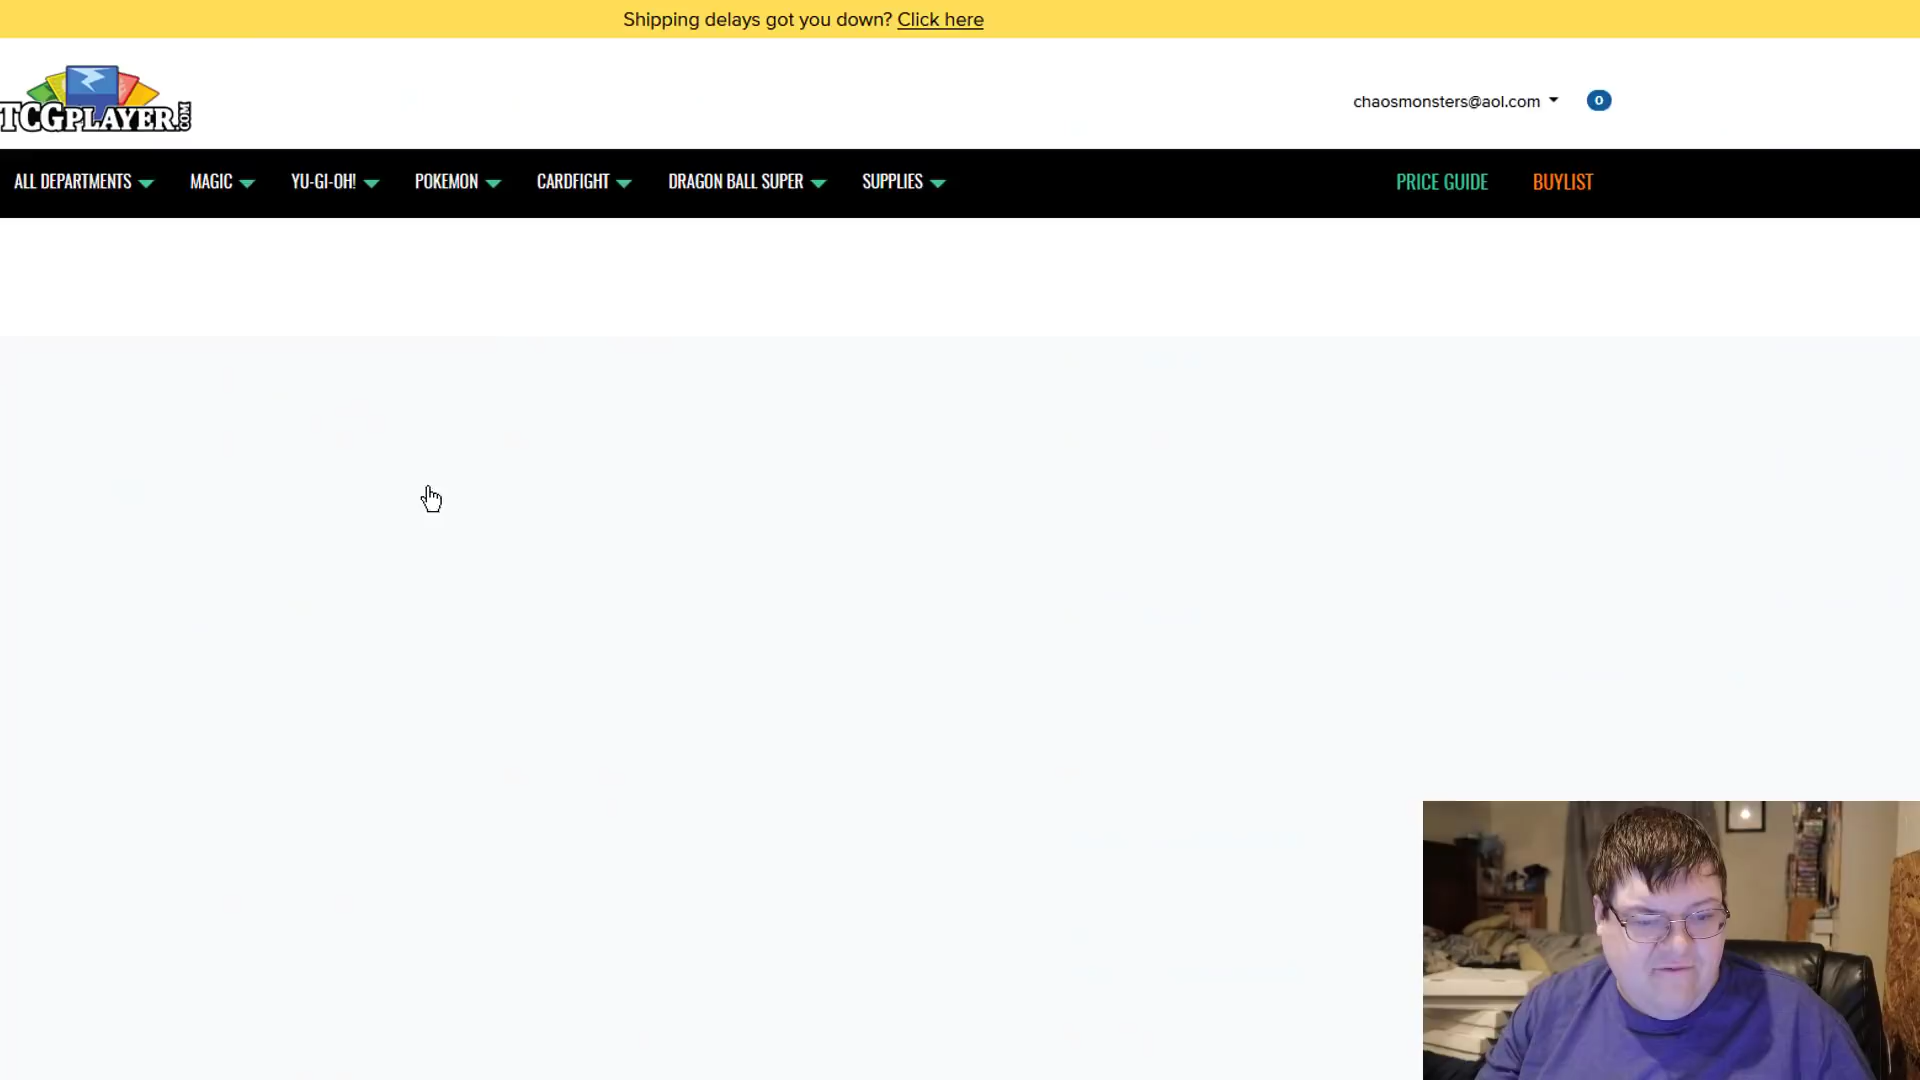 Shipping delays got you down? Click here
TCGPLAYER.COM
chaosmonsters@aol.com
0
ALL DEPARTMENTS MAGIC YU-GI-OH! POKEMON CARDFIGHT DRAGON BALL SUPER SUPPLIES PRICE GUIDE BUYLIST